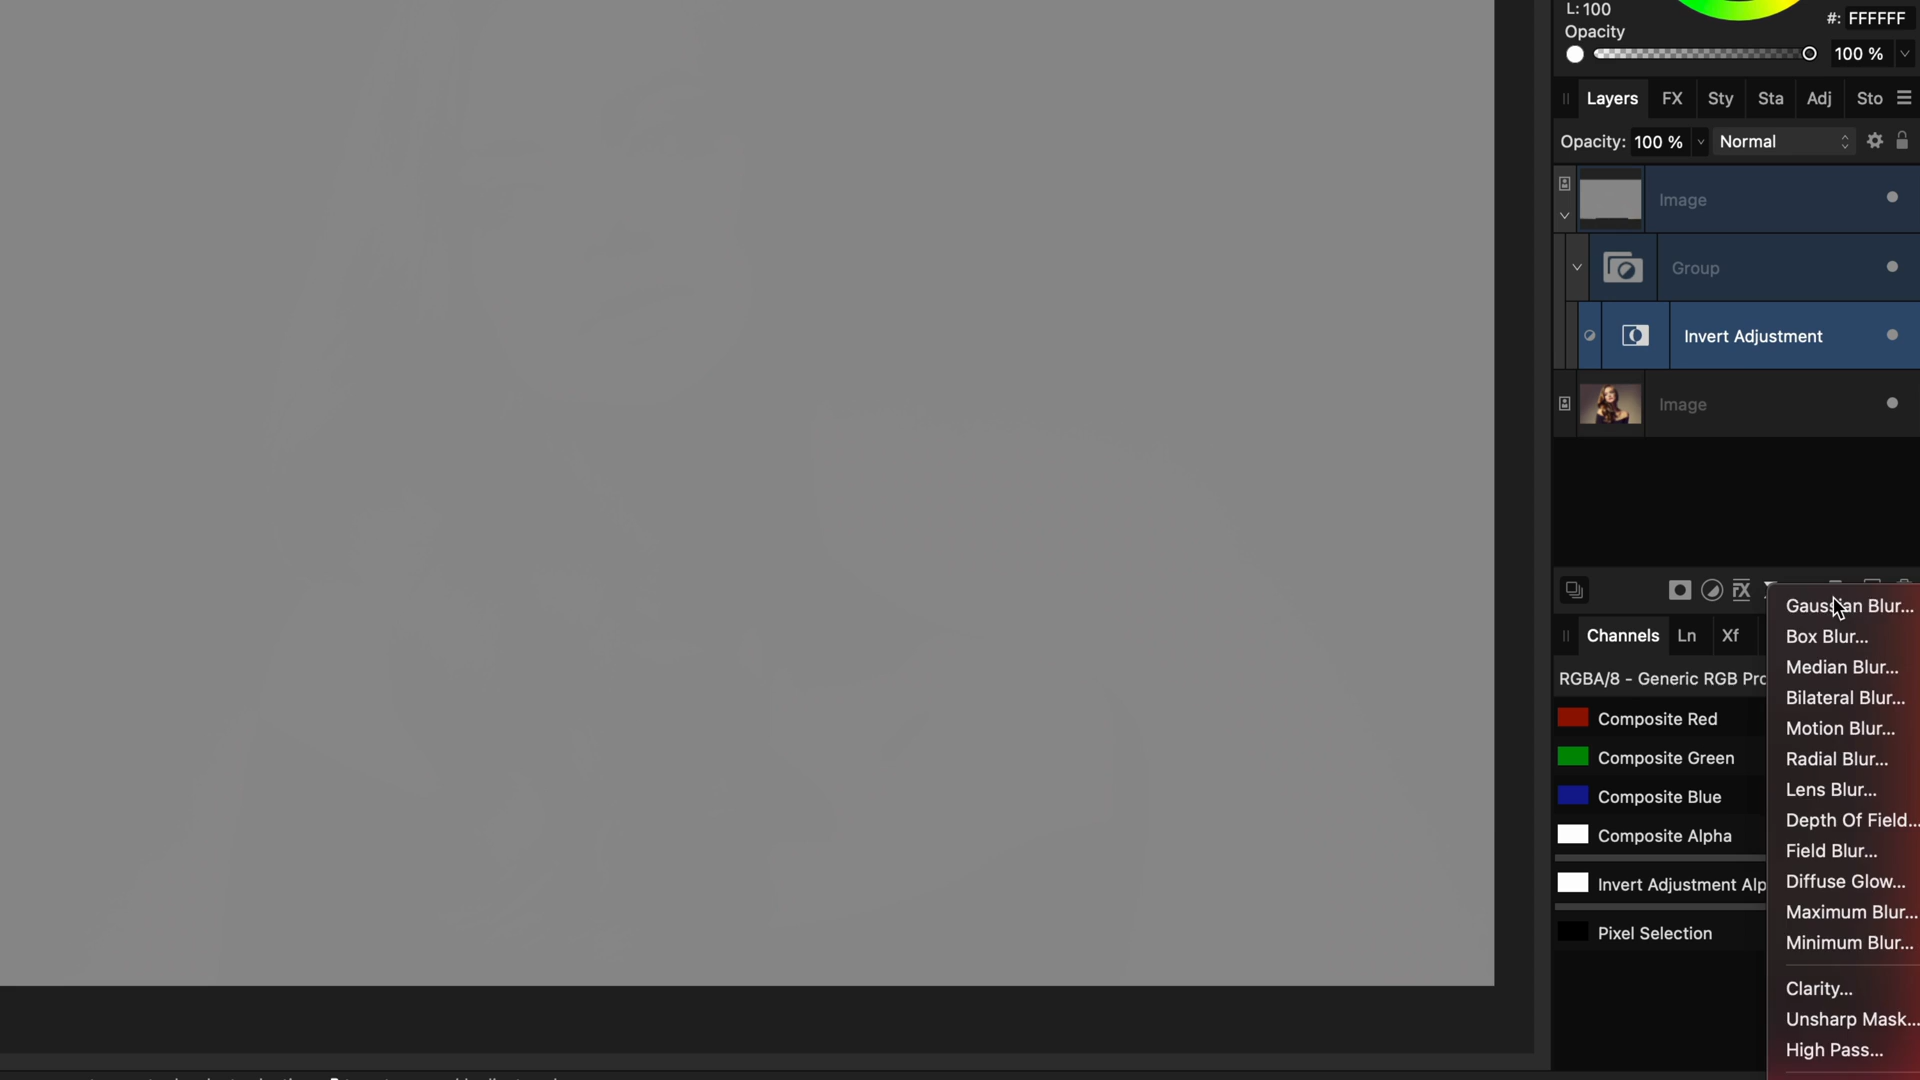 L: 100
#: FFFFFF
Opacity
100 %
Layers FX Sty Sta Adj Sto
Opacity: 100 % Normal
Image
Group
Invert Adjustment
Image
FX
Gaussian Blur...
Channels Ln Xf
Box Blur...
Median Blur...
RGBA/8 - Generic RGB Pro
Bilateral Blur...
Composite Red
Motion Blur...
Composite Green
Radial Blur...
Composite Blue
Lens Blur...
Depth Of Field...
Composite Alpha
Field Blur...
Invert Adjustment Alp
Diffuse Glow...
Maximum Blur...
Pixel Selection
Minimum Blur...
Clarity...
Unsharp Mask...
High Pass...